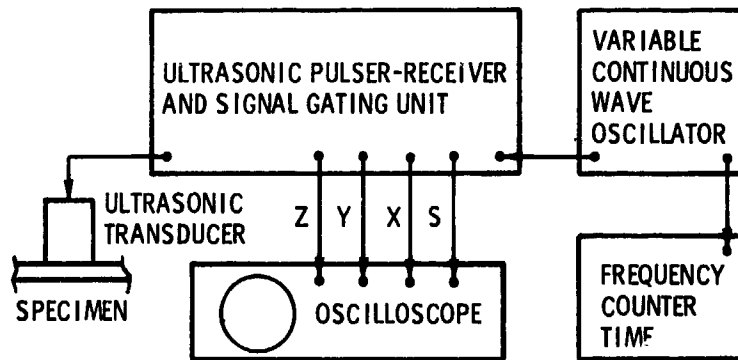 ULTRASONIC PULSER-RECEIVER
AND SIGNAL GATING UNIT
VARIABLE
CONTINUOUS
WAVE
OSCILLATOR
ULTRASONIC
TRANSDUCER
Z Y X S
SPECIMEN
OSCILLOSCOPE
FREQUENCY
COUNTER
TIME